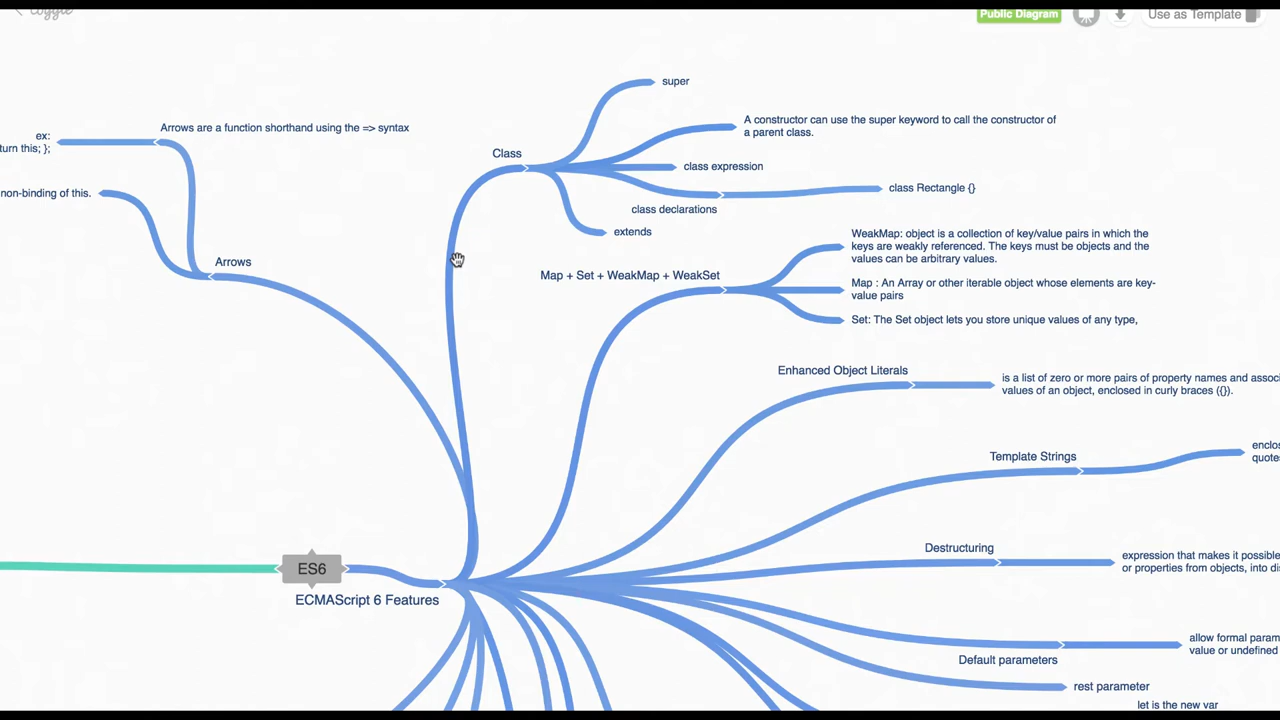 coggle
Public Diagram
Use as Template
super
A constructor can use the super keyword to call the constructor of
a parent class.
Class
class expression
class Rectangle {}
class declarations
extends
ex:
turn this; };
Arrows are a function shorthand using the => syntax
non-binding of this.
Arrows
Map + Set + WeakMap + WeakSet
WeakMap: object is a collection of key/value pairs in which the
keys are weakly referenced. The keys must be objects and the
values can be arbitrary values.
Map : An Array or other iterable object whose elements are key-
value pairs
Set: The Set object lets you store unique values of any type,
Enhanced Object Literals
is a list of zero or more pairs of property names and associ
values of an object, enclosed in curly braces ({}).
Template Strings
enclos
quotes
Destructuring
expression that makes it possible
or properties from objects, into dis
ES6
ECMAScript 6 Features
Default parameters
allow formal param
value or undefined
rest parameter
let is the new var